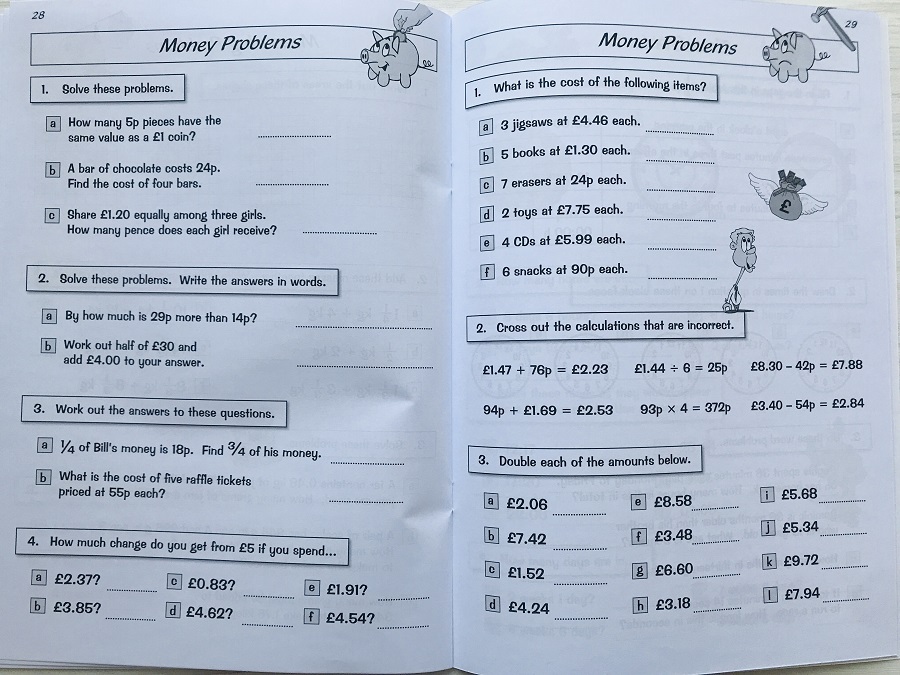 28
Money Problems
1. Solve these problems.
a How many 5p pieces have the
same value as a £1 coin?
b A bar of chocolate costs 24p.
Find the cost of four bars.
c Share £1.20 equally among three girls.
How many pence does each girl receive?
2. Solve these problems. Write the answers in words.
a By how much is 29p more than 14p?
b Work out half of £30 and
add £4.00 to your answer.
3. Work out the answers to these questions.
a ¼ of Bill's money is 18p. Find ¾ of his money.
b What is the cost of five raffle tickets
priced at 55p each?
4. How much change do you get from £5 if you spend...
a £2.37? c £0.83? e £1.91?
b £3.85? d £4.62? f £4.54?
29
Money Problems
1. What is the cost of the following items?
a 3 jigsaws at £4.46 each.
b 5 books at £1.30 each.
c 7 erasers at 24p each.
d 2 toys at £7.75 each.
e 4 CDs at £5.99 each.
f 6 snacks at 90p each.
£
2. Cross out the calculations that are incorrect.
£1.47 + 76p = £2.23 £1.44 ÷ 6 = 25p £8.30 – 42p = £7.88
94p + £1.69 = £2.53 93p × 4 = 372p £3.40 – 54p = £2.84
3. Double each of the amounts below.
a £2.06 e £8.58 i £5.68
b £7.42 f £3.48 j £5.34
c £1.52 g £6.60 k £9.72
d £4.24 h £3.18 l £7.94